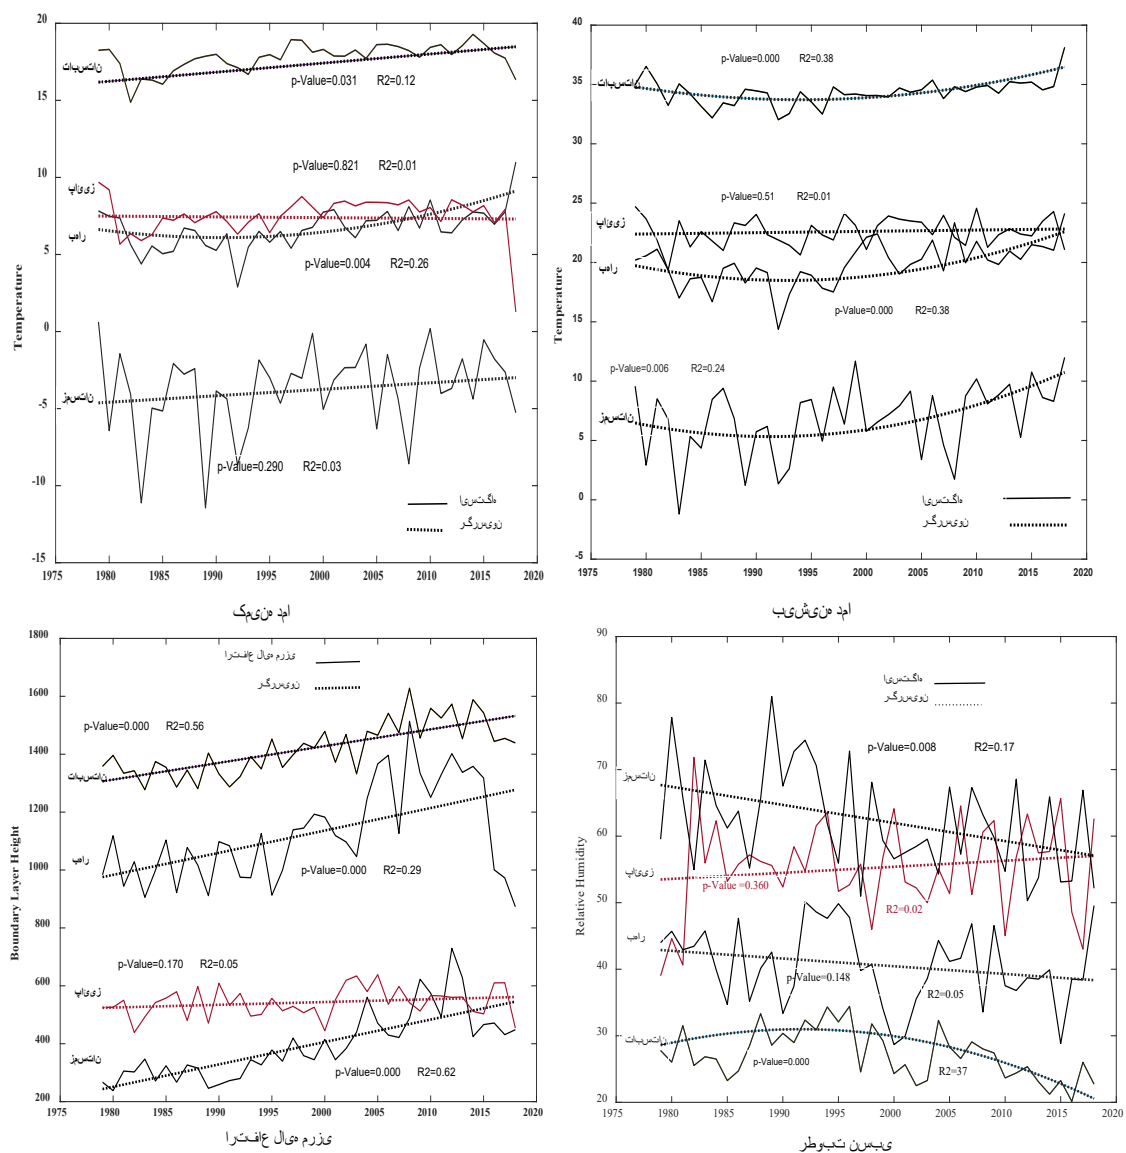 20
تابستان
15
p-Value=0.031 R2=0.12
10
p-Value=0.821 R2=0.01
پائیز
بهار
5
p-Value=0.004 R2=0.26
Temperature
0
زمستان
-5
p-Value=0.290 R2=0.03
-10
ایستگاه
رگرسیون
-15
1975 1980 1985 1990 1995 2000 2005 2010 2015 2020
کمینه دما
40
p-Value=0.000 R2=0.38
تابستان
35
30
25
p-Value=0.51 R2=0.01
پائیز
20
بهار
p-Value=0.000 R2=0.38
Temperature
15
p-Value=0.006 R2=0.24
10
زمستان
5
0
ایستگاه
رگرسیون
-5
1975 1980 1985 1990 1995 2000 2005 2010 2015 2020
بیشینه دما
1800
ارتفاع لایه مرزی
رگرسیون
1600
p-Value=0.000 R2=0.56
1400
تابستان
1200
بهار
1000
p-Value=0.000 R2=0.29
Boundary Layer Height
800
p-Value=0.170 R2=0.05
600
پائیز
زمستان
400
p-Value=0.000 R2=0.62
200
1975 1980 1985 1990 1995 2000 2005 2010 2015 2020
ارتفاع لایه مرزی
90
ایستگاه
رگرسیون
80
p-Value=0.008 R2=0.17
زمستان
70
60
پائیز
p-Value =0.360
R2=0.02
Relative Humidity
50
بهار
p-Value=0.148
R2=0.05
40
30
تابستان
p-Value=0.000
R2=37
20
1975 1980 1985 1990 1995 2000 2005 2010 2015 2020
رطوبت نسبی